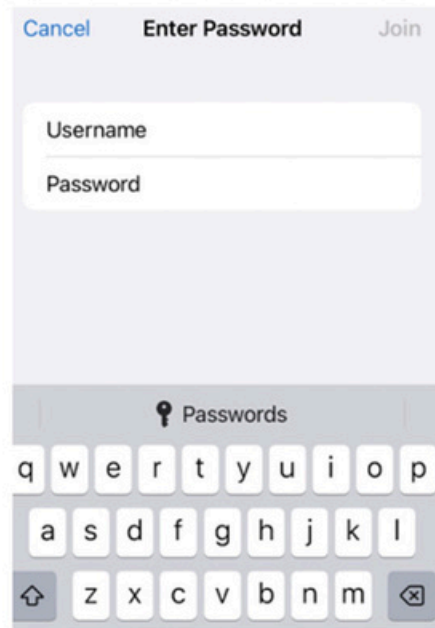 Cancel Enter Password Join
Username
Password
Passwords
q w e r t y u i o p
a s d f g h j k l
z x c v b n m